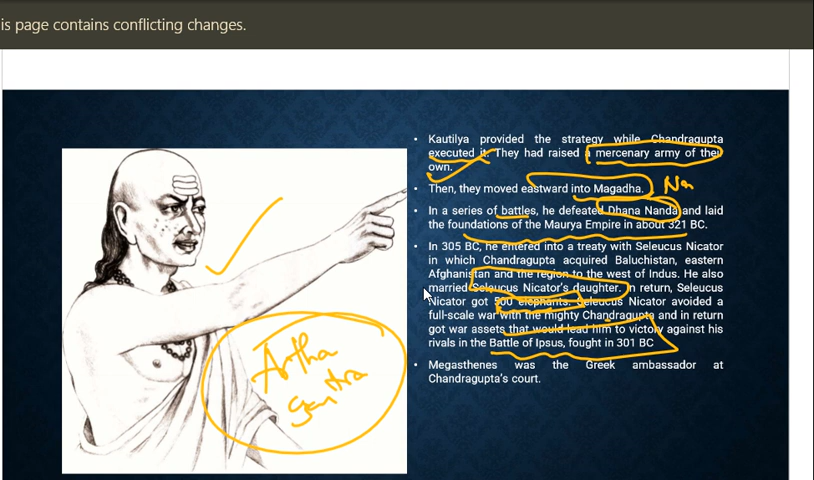 is page contains conflicting changes.
• Kautilya provided the strategy while Chandragupta
executed it. They had raised a mercenary army of their
own.
• Then, they moved eastward into Magadha.
• In a series of battles, he defeated Dhana Nanda and laid
the foundations of the Maurya Empire in about 321 BC.
• In 305 BC, he entered into a treaty with Seleucus Nicator
in which Chandragupta acquired Baluchistan, eastern
Afghanistan and the region to the west of Indus. He also
married Seleucus Nicator's daughter. In return, Seleucus
Nicator got 500 elephants. Seleucus Nicator avoided a
full-scale war with the mighty Chandragupta and in return
got war assets that would lead him to victory against his
rivals in the Battle of Ipsus, fought in 301 BC
• Megasthenes was the Greek ambassador at
Chandragupta's court.
Artha